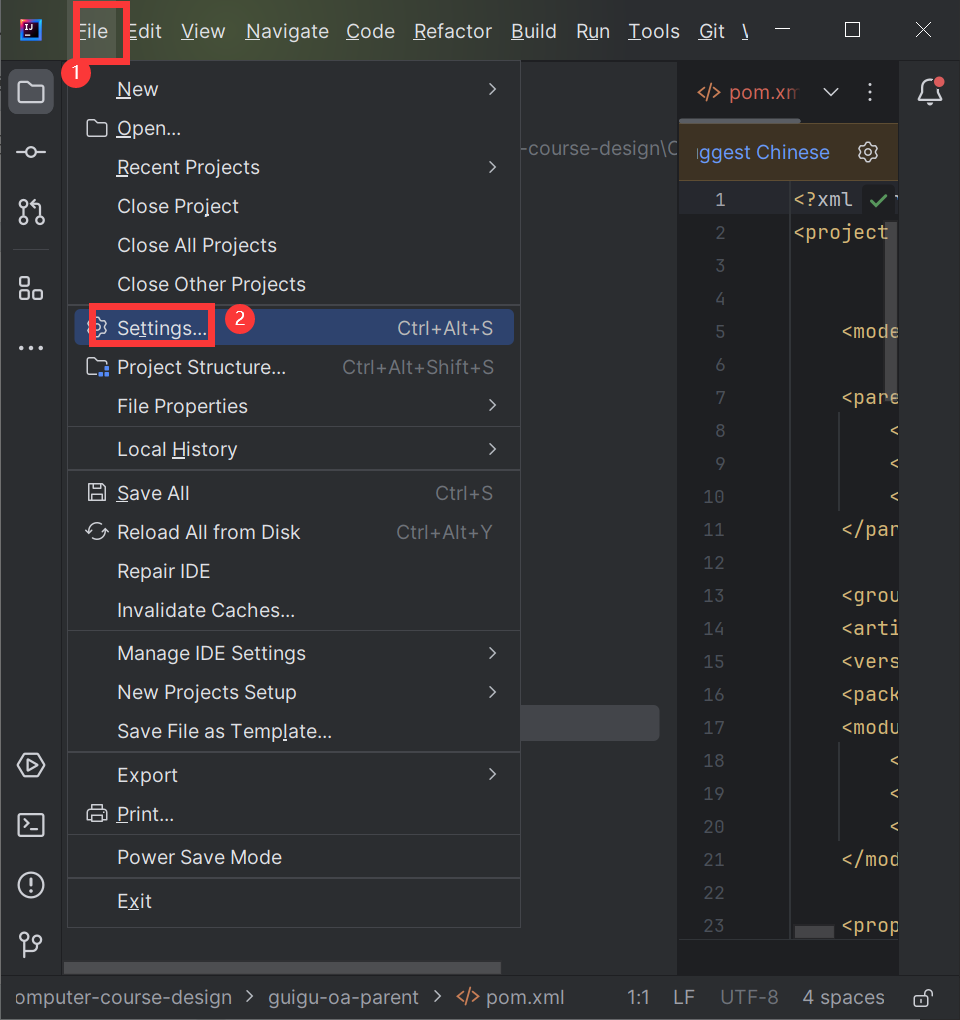 File Edit View Navigate Code Refactor Build Run Tools Git
1
New
Open...
Recent Projects
Close Project
Close All Projects
Close Other Projects
Settings... Ctrl+Alt+S
2
Project Structure... Ctrl+Alt+Shift+S
File Properties
Local History
Save All Ctrl+S
Reload All from Disk Ctrl+Alt+Y
Repair IDE
Invalidate Caches...
Manage IDE Settings
New Projects Setup
Save File as Template...
Export
Print...
Power Save Mode
Exit
-course-design\C
</> pom.xm
ggest Chinese
1 <?xml
2 <project
3
4
5 <mode
6
7 <pare
8 <
9 <
10 <
11 </par
12
13 <grou
14 <arti
15 <vers
16 <pack
17 <modu
18 <
19 <
20 <
21 </mod
22
23 <prop
omputer-course-design > guigu-oa-parent > </> pom.xml 1:1 LF UTF-8 4 spaces